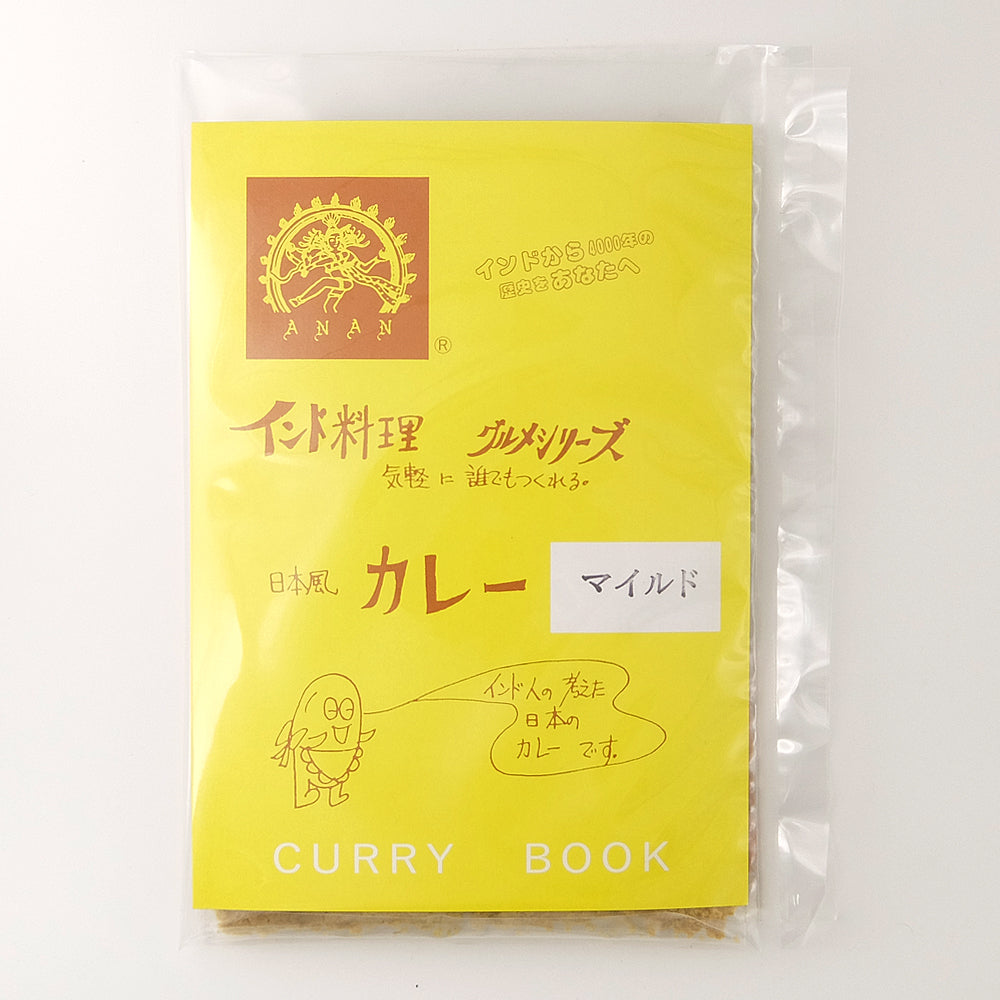 ANAN
®
インドから4000年の
歴史をあなたへ
インド料理 グルメシリーズ
気軽に誰でもつくれる。
日本風 カレー マイルド
インド人の考えた
日本の
カレーです。
CURRY BOOK